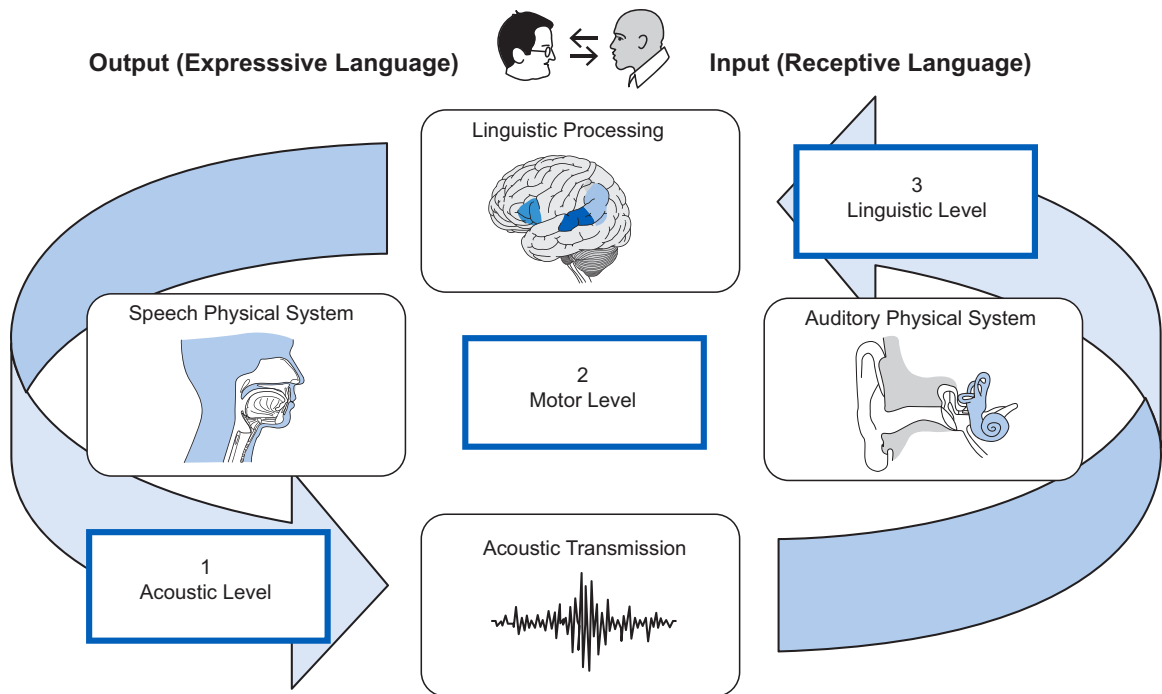 Output (Expresssive Language)
Input (Receptive Language)
Linguistic Processing
3
Linguistic Level
Speech Physical System
Auditory Physical System
2
Motor Level
1
Acoustic Level
Acoustic Transmission